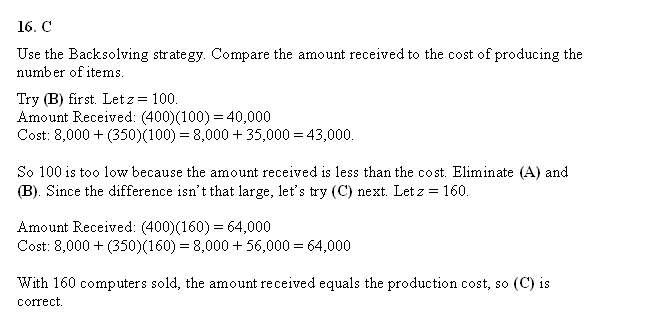 16. C
Use the Backsolving strategy. Compare the amount received to the cost of producing the
number of items.
Try (B) first. Let z = 100.
Amount Received: (400)(100) = 40,000
Cost: 8,000 + (350)(100) = 8,000 + 35,000 = 43,000.
So 100 is too low because the amount received is less than the cost. Eliminate (A) and
(B). Since the difference isn't that large, let's try (C) next. Let z = 160.
Amount Received: (400)(160) = 64,000
Cost: 8,000 + (350)(160) = 8,000 + 56,000 = 64,000
With 160 computers sold, the amount received equals the production cost, so (C) is
correct.